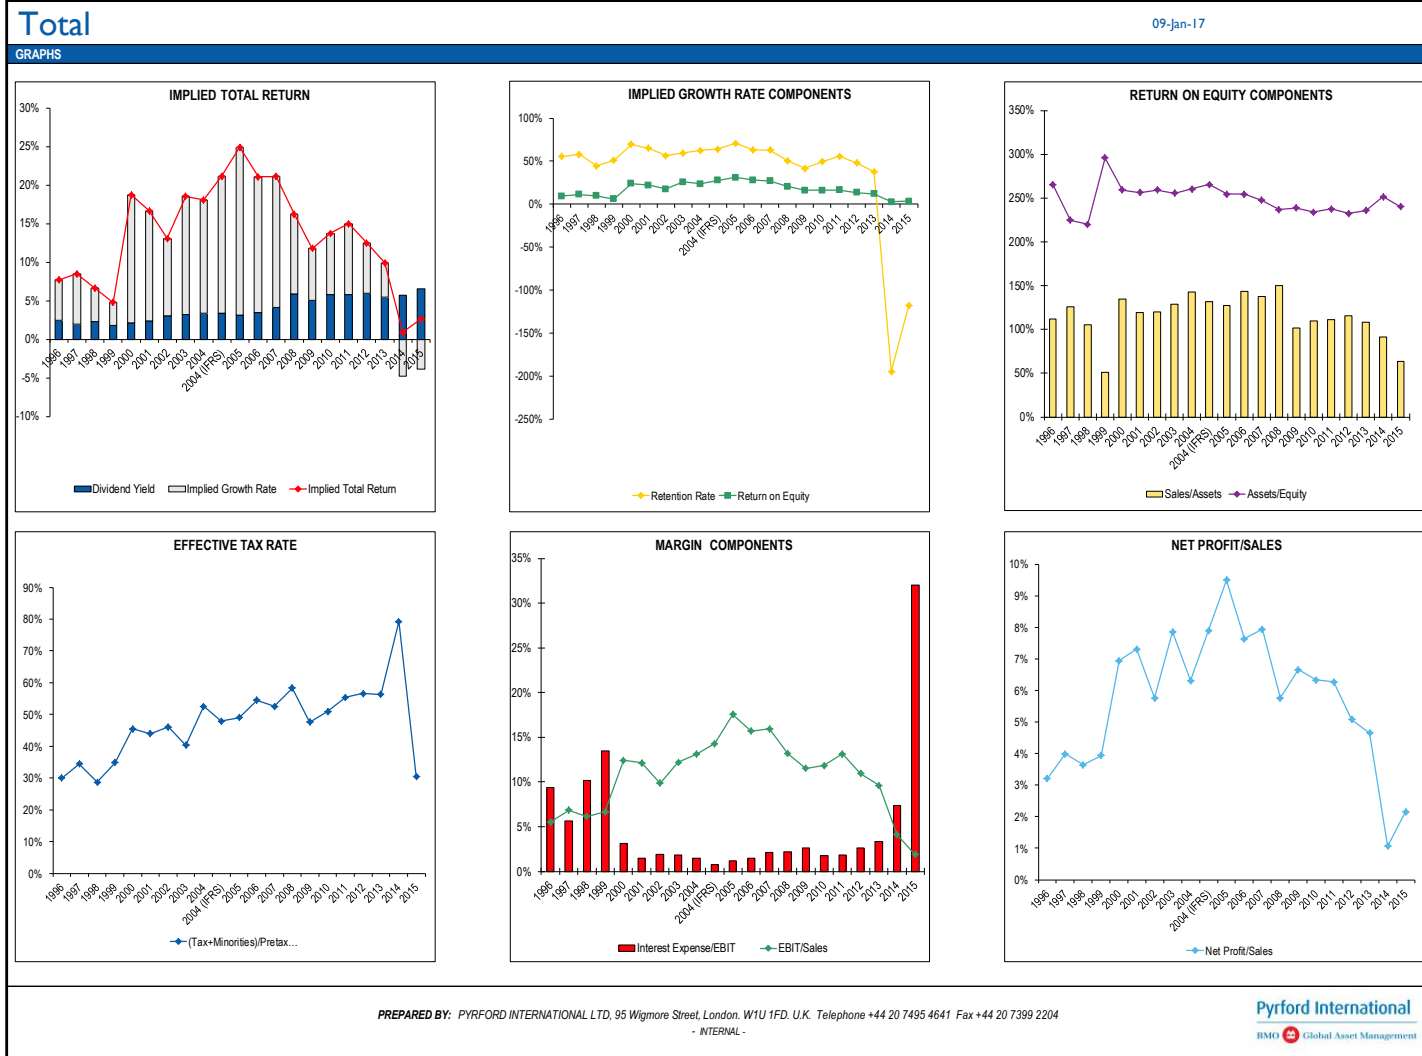 Total
09-Jan-17
GRAPHS
IMPLIED TOTAL RETURN
30%
25%
20%
15%
10%
5%
0%
-5%
-10%
1996 1997 1998 1999 2000 2001 2002 2003 2004 2004 (IFRS) 2005 2006 2007 2008 2009 2010 2011 2012 2013 2014 2015
Dividend Yield Implied Growth Rate Implied Total Return
IMPLIED GROWTH RATE COMPONENTS
100%
50%
0%
-50%
-100%
-150%
-200%
-250%
1996 1997 1998 1999 2000 2001 2002 2003 2004 2004 (IFRS) 2005 2006 2007 2008 2009 2010 2011 2012 2013 2014 2015
Retention Rate Return on Equity
RETURN ON EQUITY COMPONENTS
350%
300%
250%
200%
150%
100%
50%
0%
1996 1997 1998 1999 2000 2001 2002 2003 2004 2004 (IFRS) 2005 2006 2007 2008 2009 2010 2011 2012 2013 2014 2015
Sales/Assets Assets/Equity
EFFECTIVE TAX RATE
90%
80%
70%
60%
50%
40%
30%
20%
10%
0%
1996 1997 1998 1999 2000 2001 2002 2003 2004 2004 (IFRS) 2005 2006 2007 2008 2009 2010 2011 2012 2013 2014 2015
(Tax+Minorities)/Pretax...
MARGIN COMPONENTS
35%
30%
25%
20%
15%
10%
5%
0%
1996 1997 1998 1999 2000 2001 2002 2003 2004 2004 (IFRS) 2005 2006 2007 2008 2009 2010 2011 2012 2013 2014 2015
Interest Expense/EBIT EBIT/Sales
NET PROFIT/SALES
10%
9%
8%
7%
6%
5%
4%
3%
2%
1%
0%
1996 1997 1998 1999 2000 2001 2002 2003 2004 2004 (IFRS) 2005 2006 2007 2008 2009 2010 2011 2012 2013 2014 2015
Net Profit/Sales
PREPARED BY: PYRFORD INTERNATIONAL LTD, 95 Wigmore Street, London. W1U 1FD. U.K. Telephone +44 20 7495 4641 Fax +44 20 7399 2204
- INTERNAL -
Pyrford International
BMO Global Asset Management